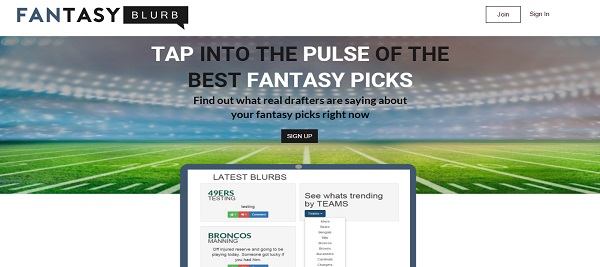 FANTASY BLURB
Join
Sign In
TAP INTO THE PULSE OF THE
BEST FANTASY PICKS
Find out what real drafters are saying about
your fantasy picks right now
SIGN UP
LATEST BLURBS
49ERS
TESTING
testing
Comment
BRONCOS
MANNING
Off injured reserve and going to be
playing today. Someone got lucky if
you had him.
Comment
See whats trending
by TEAMS
Teams
49ers
Bears
Bengals
Bills
Broncos
Browns
Buccaneers
Cardinals
Chargers